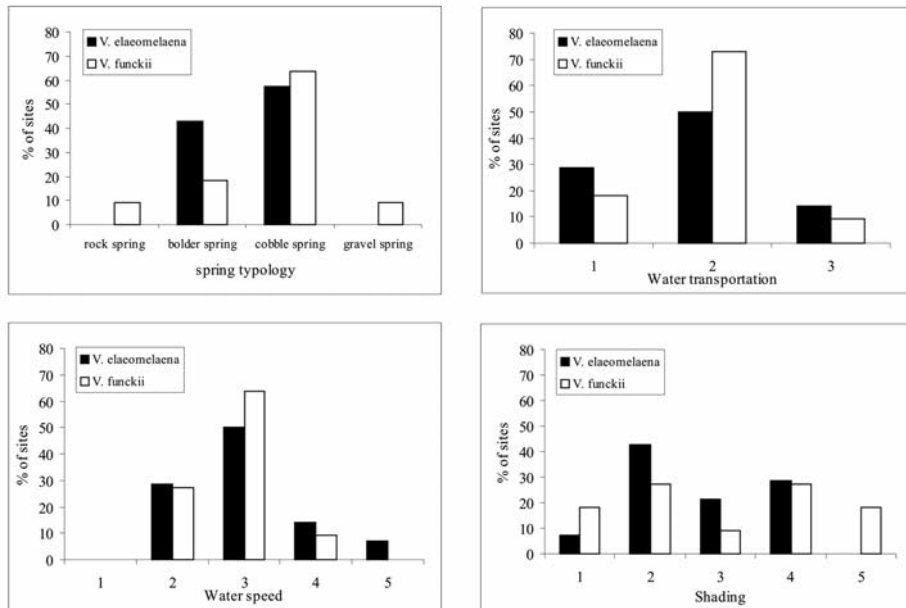 80
70
60
50
40
30
20
10
0
% of sites
V. elaeomelaena
V. funckii
rock spring bolder spring cobble spring gravel spring
spring typology
80
70
60
50
40
30
20
10
0
% of sites
V. elaeomelaena
V. funckii
1 2 3
Water transportation
80
70
60
50
40
30
20
10
0
% of sites
V. elaeomelaena
V. funckii
1 2 3 4 5
Water speed
80
70
60
50
40
30
20
10
0
% of sites
V. elaeomelaena
V. funckii
1 2 3 4 5
Shading